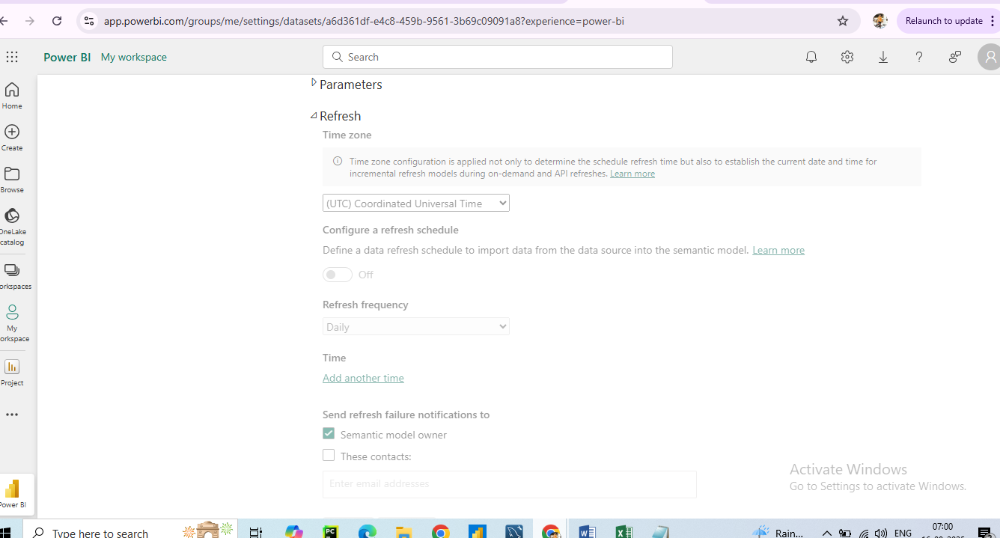 app.powerbi.com/groups/me/settings/datasets/a6d361df-e4c8-459b-9561-3b69c09091a8?experience=power-bi
Relaunch to update
Power BI My workspace
Search
Home
Create
Browse
OneLake
catalog
orkspaces
My
orkspace
Project
Power BI
Parameters
Refresh
Time zone
Time zone configuration is applied not only to determine the schedule refresh time but also to establish the current date and time for
incremental refresh models during on-demand and API refreshes. Learn more
(UTC) Coordinated Universal Time
Configure a refresh schedule
Define a data refresh schedule to import data from the data source into the semantic model. Learn more
Off
Refresh frequency
Daily
Time
Add another time
Send refresh failure notifications to
Semantic model owner
These contacts:
Enter email addresses
Activate Windows
Go to Settings to activate Windows.
Type here to search
Rain...
ENG
07:00